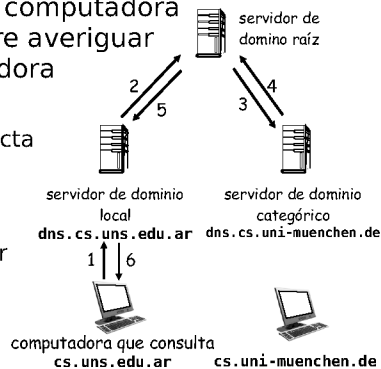 computadora
re averiguar
dora
cta
r
servidor de
domino raíz
2
5
3
4
servidor de dominio
local
dns.cs.uns.edu.ar
servidor de dominio
categórico
dns.cs.uni-muenchen.de
1
6
computadora que consulta
cs.uns.edu.ar
cs.uni-muenchen.de